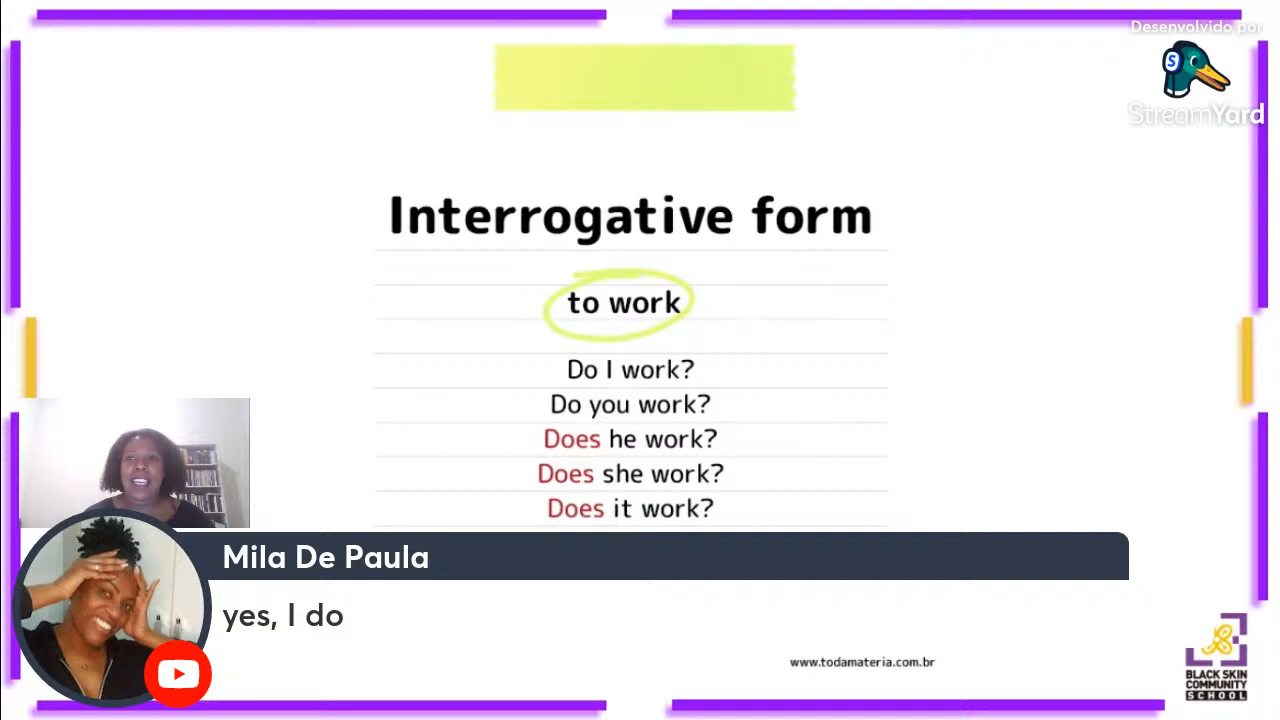 Desenvolvido por
S
StreamYard
Interrogative form
to work
Do I work?
Do you work?
Does he work?
Does she work?
Does it work?
Mila De Paula
yes, I do
www.todamateria.com.br
BLACK SKIN
COMMUNITY
SCHOOL